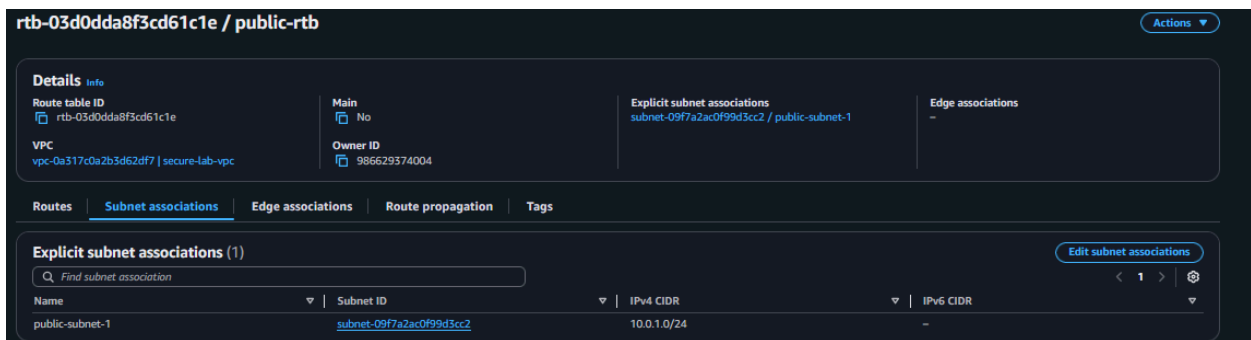 rtb-03d0dda8f3cd61c1e / public-rtb
Actions
Details Info
Route table ID
rtb-03d0dda8f3cd61c1e
Main
No
Explicit subnet associations
subnet-09f7a2ac0f99d3cc2 / public-subnet-1
Edge associations
–
VPC
vpc-0a317c0a2b3d62df7 | secure-lab-vpc
Owner ID
986629374004
Routes
Subnet associations
Edge associations
Route propagation
Tags
Explicit subnet associations (1)
Edit subnet associations
Find subnet association
1
Name
Subnet ID
IPv4 CIDR
IPv6 CIDR
public-subnet-1
subnet-09f7a2ac0f99d3cc2
10.0.1.0/24
–